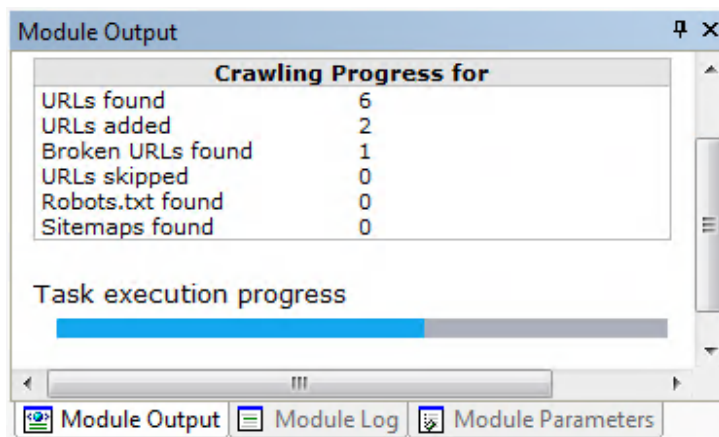 Module Output
Crawling Progress for
URLs found 6
URLs added 2
Broken URLs found 1
URLs skipped 0
Robots.txt found 0
Sitemaps found 0
Task execution progress
Module Output Module Log Module Parameters